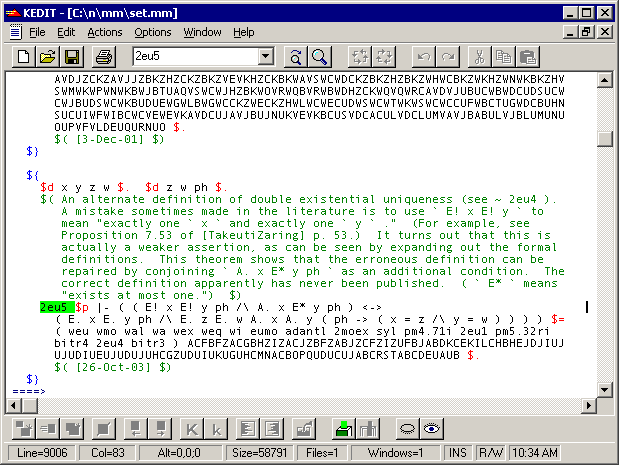 KEDIT - [C:\n\mm\set.mm]
File Edit Actions Options Window Help
2eu5
AVDJZCKZAVJJZBKZHZCKZBKZVEVKHZCKBKWAVSWCWDCKZBKZHZBKZWHWCBKZWKHZWNWKBKZHV
SWMWKWPWNWKBWJBTUAQVSWCWJHZBKWOVRWQBVRWBWDHZCKWQVQWRCAVDVJUBUCWBWDCUDSUCW
CWJBUDSWCWKBUDUEWGWLBWGWCCKWZKCWCKZHWLWCWECUDWSWCWTWKWSWCWCCUFWBCTUGWDCBUHN
SUCUIWFWIBCWCVEWEVKAVDCUJAVJBUJNUKVEVKBCUSVDCACULVDCLUMVAVJBABULYJBLUMUNU
OUPVFVLDEUQURNUO $.
$( [3-Dec-01] $)
$}
${
$d x y z w $. $d z w ph $.
$( An alternate definition of double existential uniqueness (see ~ 2eu4 ).
A mistake sometimes made in the literature is to use ` E! x E! y ` to
mean "exactly one ` x ` and exactly one ` y ` ." (For example, see
Proposition 7.53 of [TakeutiZaring] p. 53.) It turns out that this is
actually a weaker assertion, as can be seen by expanding out the formal
definitions. This theorem shows that the erroneous definition can be
repaired by conjoining ` A. x E* y ph ` as an additional condition. The
correct definition apparently has never been published. ( ` E* ` means
"exists at most one.") $)
2eu5 $p |- ( ( E! x E! y ph /\ A. x E* y ph ) <->
( E. x E. y ph /\ E. z E. w A. x A. y ( ph -> ( x = z /\ y = w ) ) ) ) $=
( weu wmo wal wa wex weq wi eumo adantl 2moex syl pm4.71i 2eu1 pm5.32ri
bitr4 2eu4 bitr3 ) ACFBFZACGBHZIZACJZBFZABJZCFZIZUFBJABDKCEKILCHBHEJDJIUJ
UJUDIUEUJUDUJUHCGZUDUIUKUGUHCMNACBOPQUDUCUJABCRSTABCDEUAUB $.
$( [26-Oct-03] $)
$}
====>
K k
Line=9006 Col=83 Alt=0,0;0 Size=58791 Files=1 Windows=1 INS R/W 10:34 AM